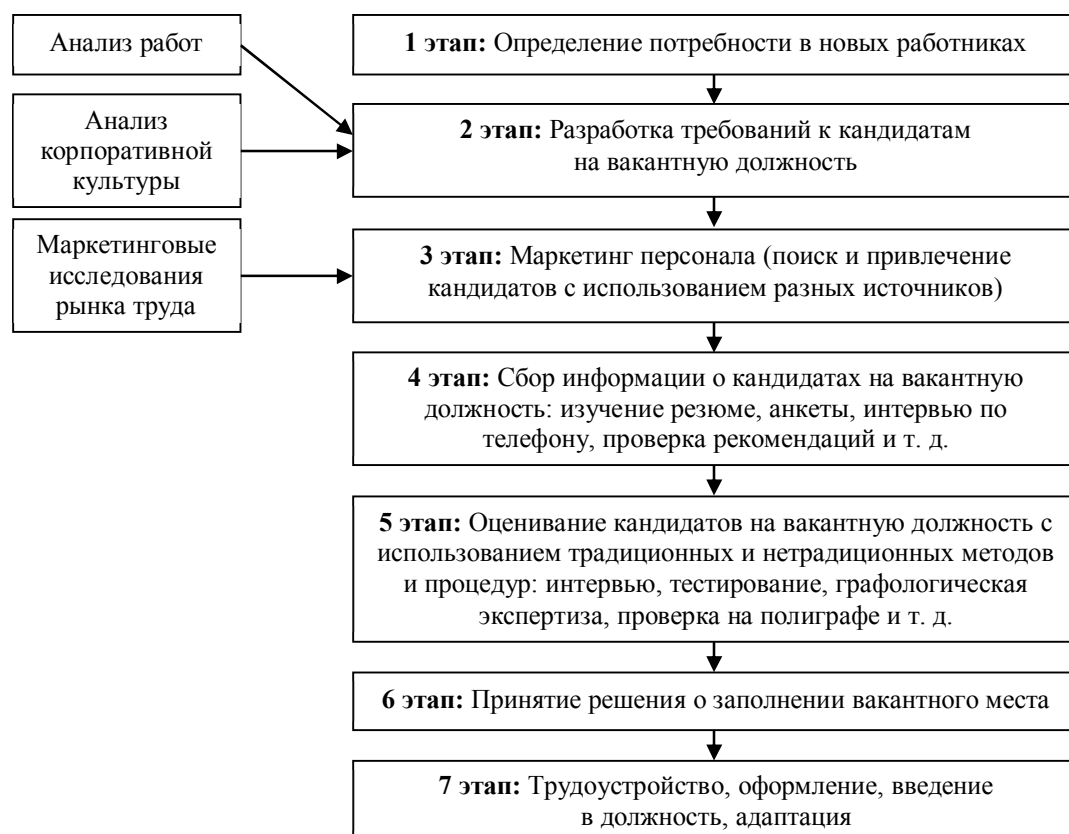 Анализ работ
1 этап: Определение потребности в новых работниках
Анализ
корпоративной
культуры
2 этап: Разработка требований к кандидатам
на вакантную должность
Маркетинговые
исследования
рынка труда
3 этап: Маркетинг персонала (поиск и привлечение
кандидатов с использованием разных источников)
4 этап: Сбор информации о кандидатах на вакантную
должность: изучение резюме, анкеты, интервью по
телефону, проверка рекомендаций и т. д.
5 этап: Оценивание кандидатов на вакантную должность с
использованием традиционных и нетрадиционных методов
и процедур: интервью, тестирование, графологическая
экспертиза, проверка на полиграфе и т. д.
6 этап: Принятие решения о заполнении вакантного места
7 этап: Трудоустройство, оформление, введение
в должность, адаптация